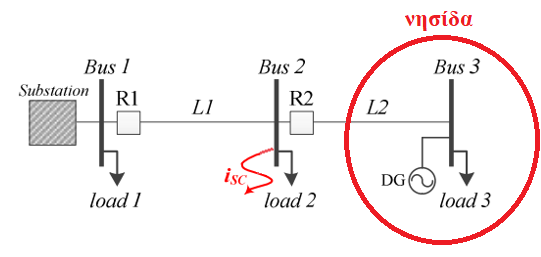 νησίδα
Bus 1
Bus 2
Bus 3
Substation
R1
L1
R2
L2
iSC
DG
load 1
load 2
load 3